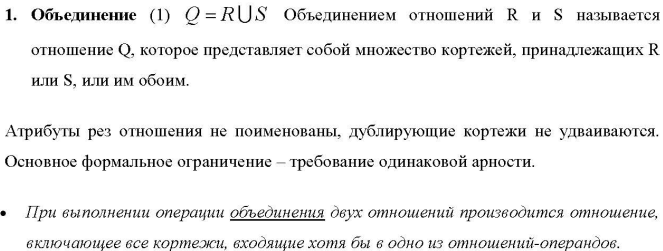 1. Объединение (1) Q = R⋃S Объединением отношений R и S называется
отношение Q, которое представляет собой множество кортежей, принадлежащих R
или S, или им обоим.
Атрибуты рез отношения не поименованы, дублирующие кортежи не удваиваются.
Основное формальное ограничение – требование одинаковой арности.
• При выполнении операции объединения двух отношений производится отношение,
включающее все кортежи, входящие хотя бы в одно из отношений-операндов.